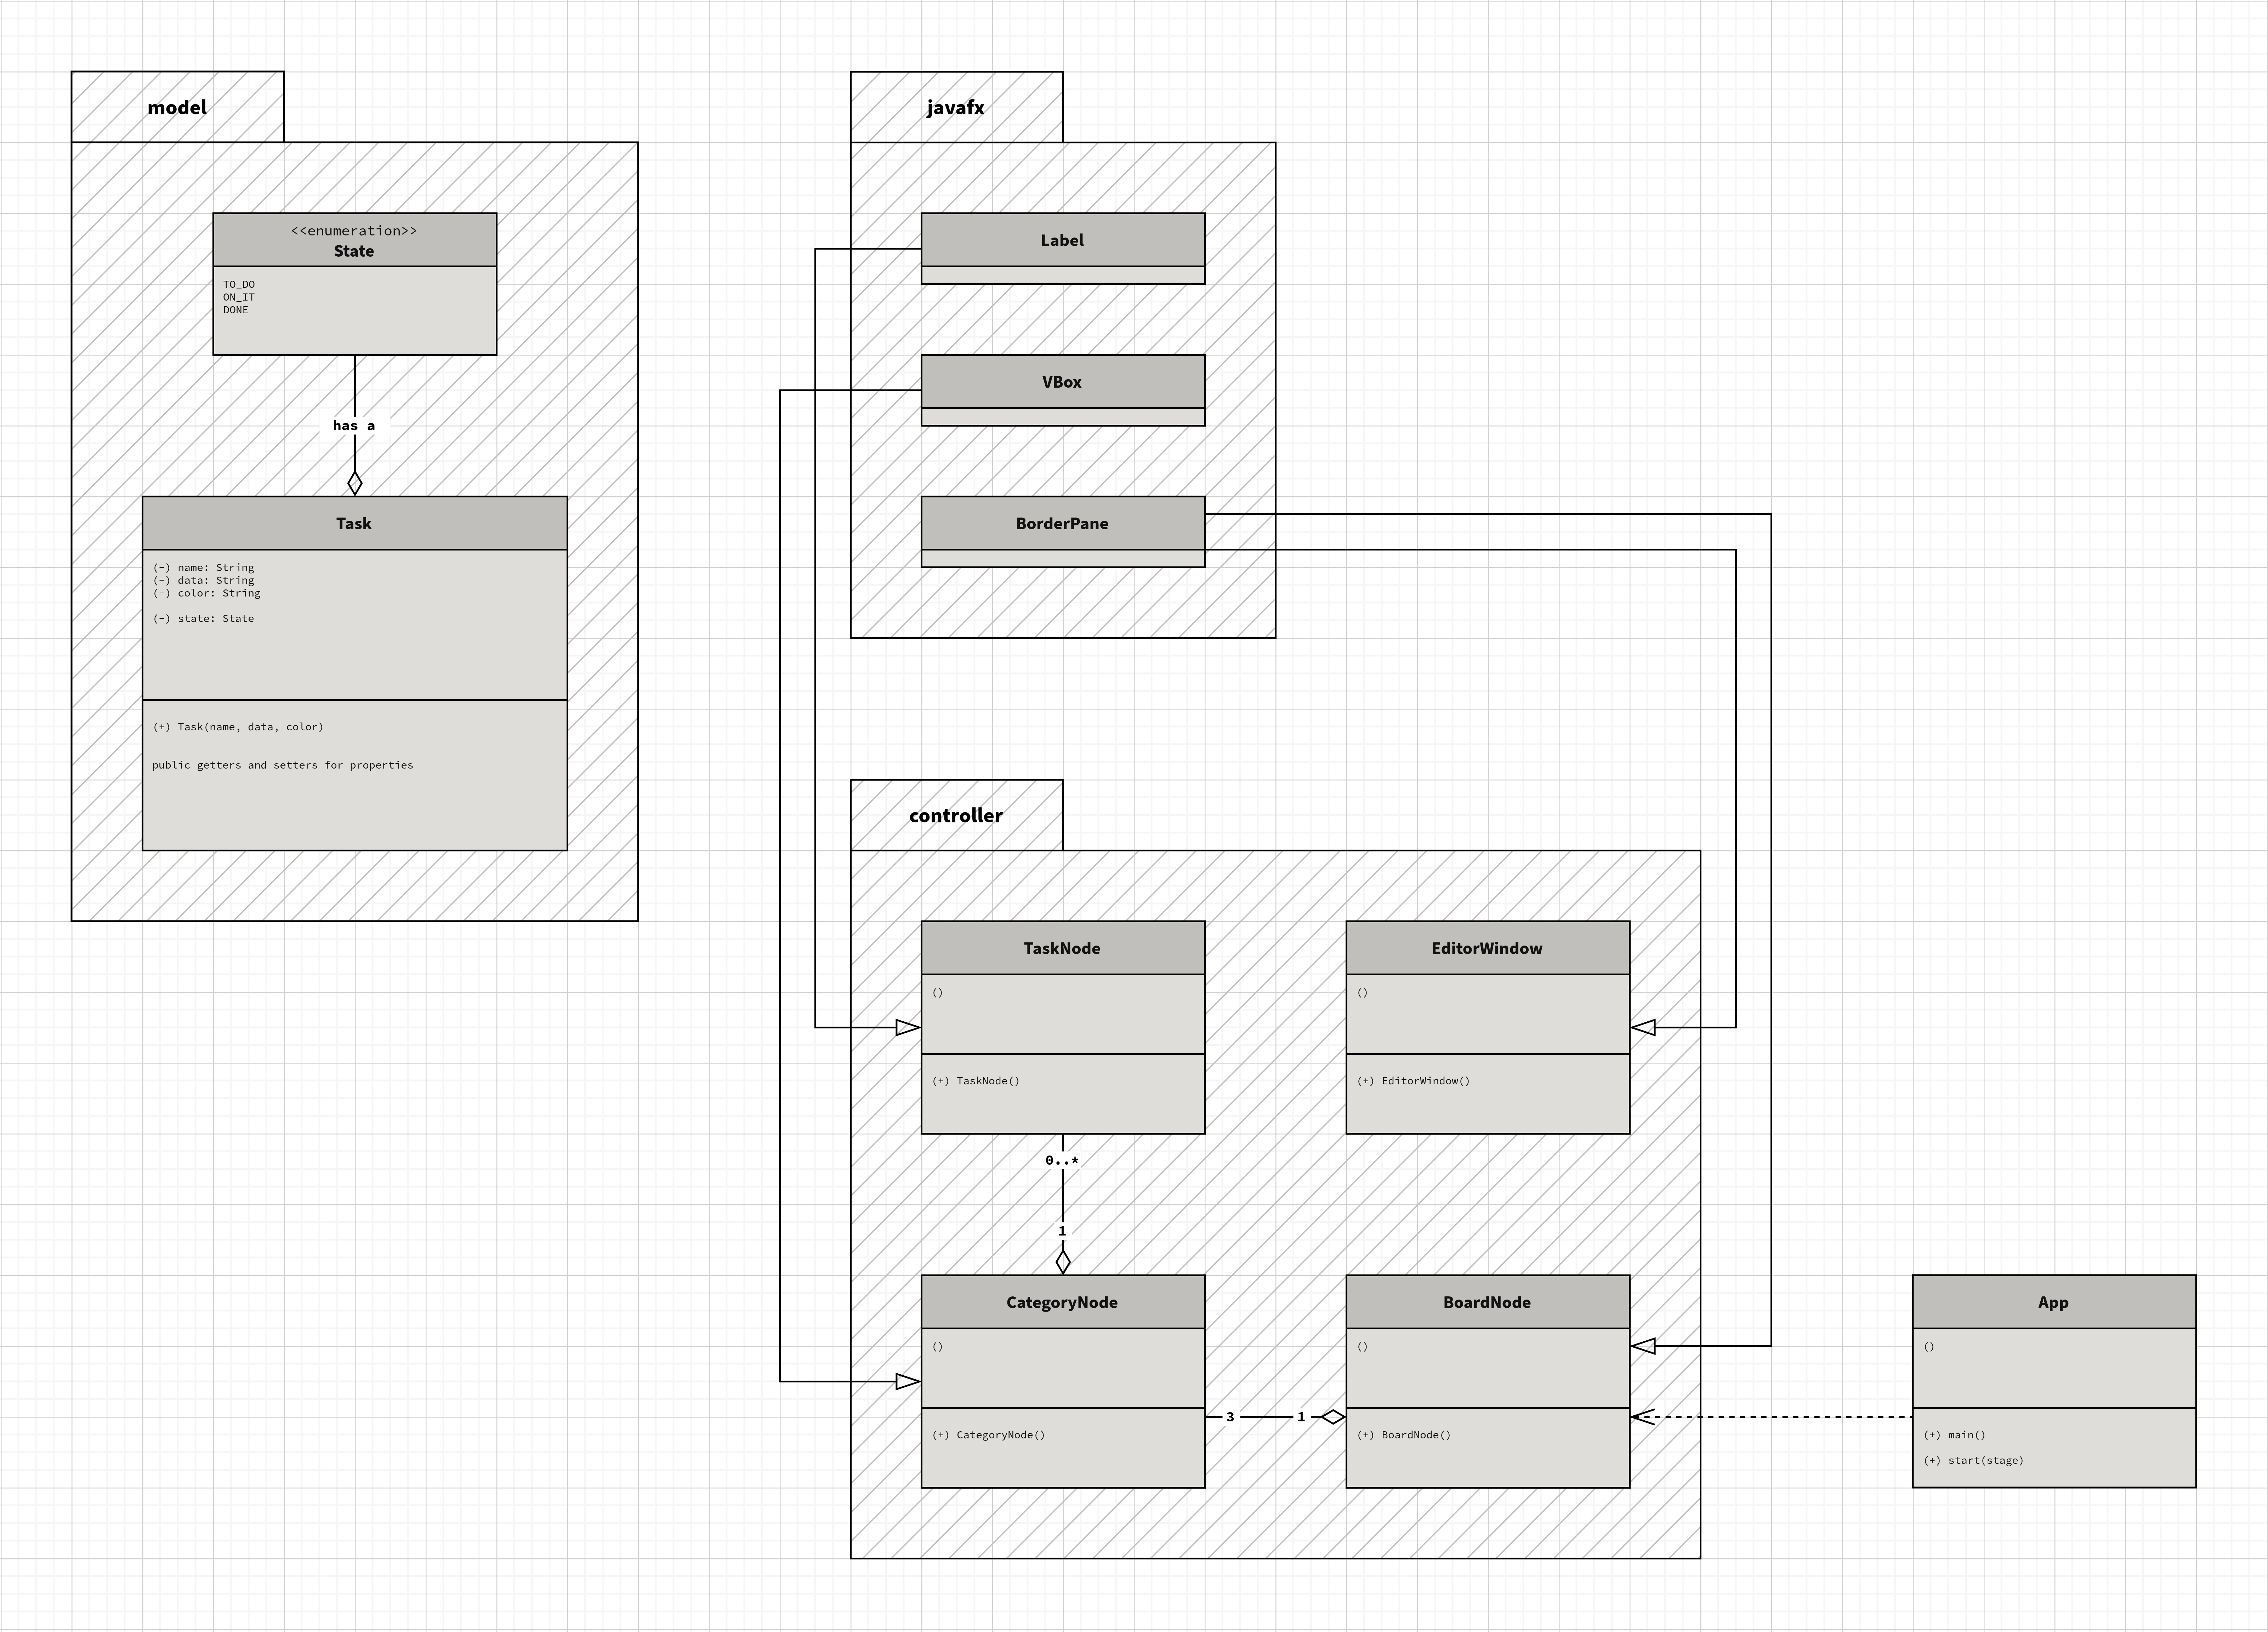 model
<<enumeration>>
State
TO_DO
ON_IT
DONE
has a
Task
(-) name: String
(-) data: String
(-) color: String
(-) state: State
(+) Task(name, data, color)
public getters and setters for properties
javafx
Label
VBox
BorderPane
controller
TaskNode
()
(+) TaskNode()
EditorWindow
()
(+) EditorWindow()
0..*
1
CategoryNode
()
(+) CategoryNode()
3
1
BoardNode
()
(+) BoardNode()
App
()
(+) main()
(+) start(stage)